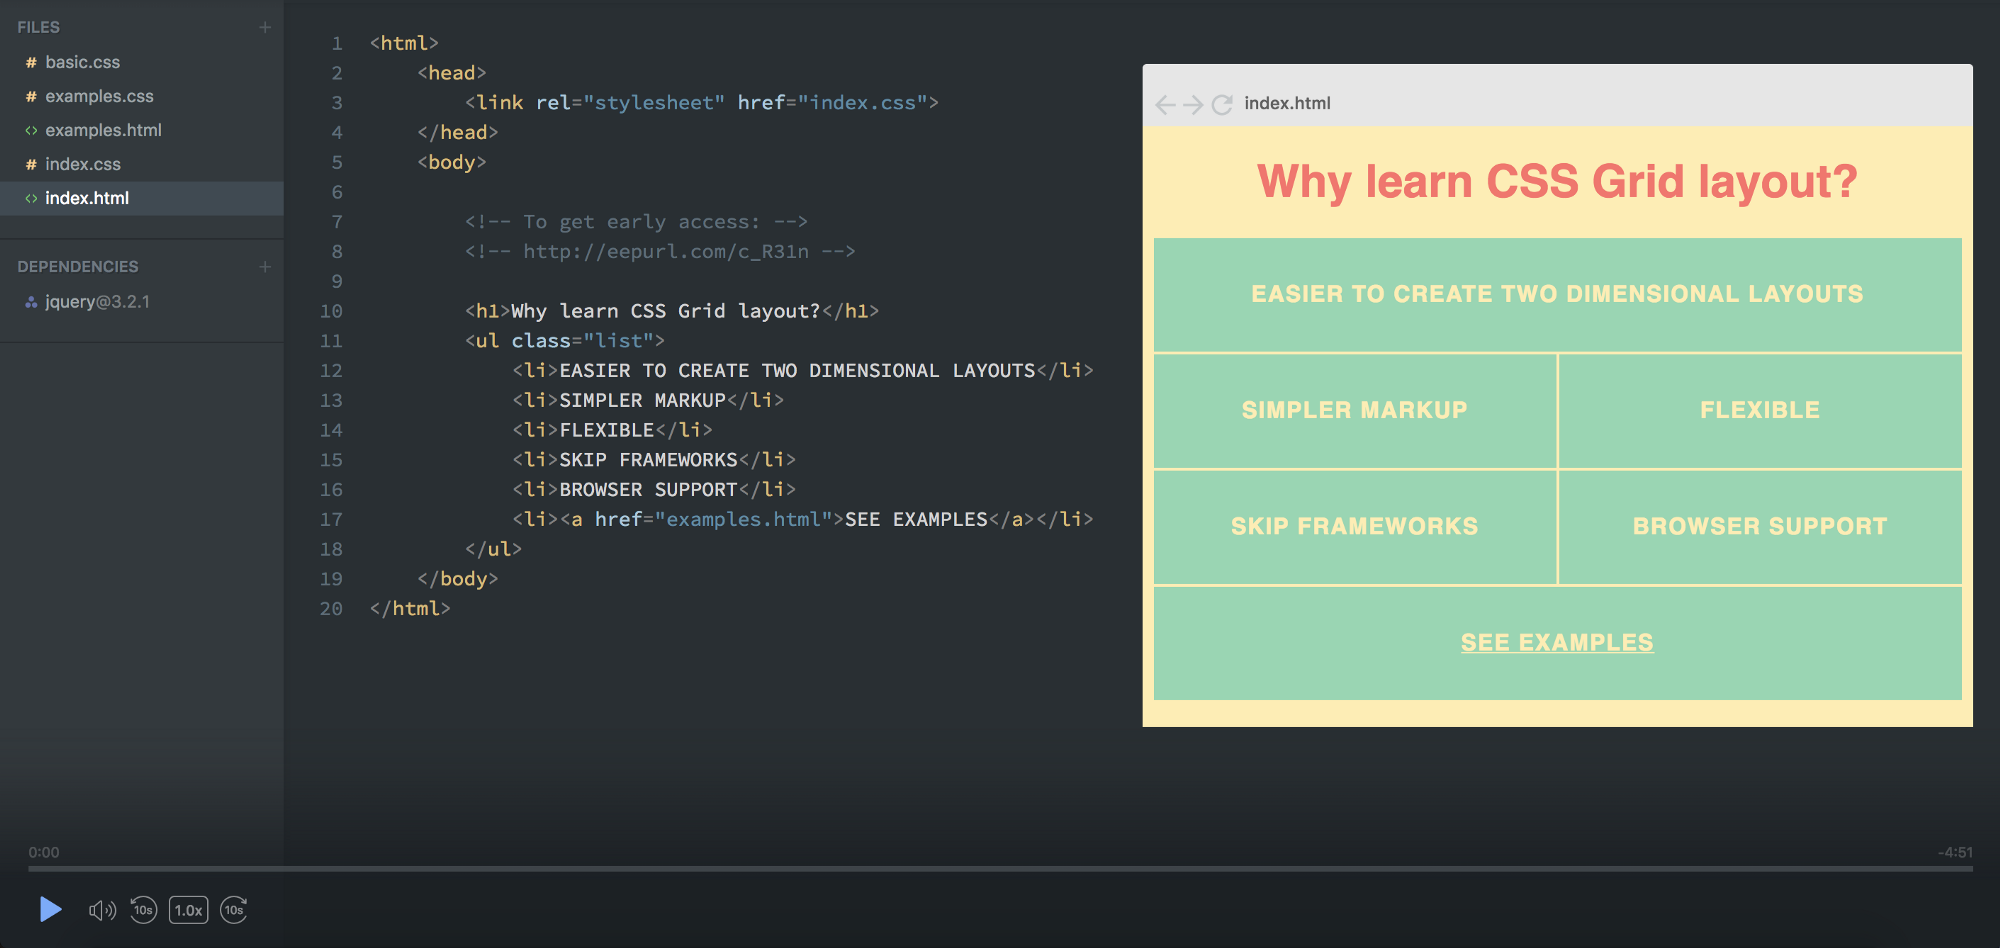 FILES
basic.css
examples.css
examples.html
index.css
index.html
DEPENDENCIES
jquery@3.2.1
1 <html>
2 <head>
3 <link rel="stylesheet" href="index.css">
4 </head>
5 <body>
6
7 <!-- To get early access: -->
8 <!-- http://eepurl.com/c_R31n -->
9
10 <h1>Why learn CSS Grid layout?</h1>
11 <ul class="list">
12 <li>EASIER TO CREATE TWO DIMENSIONAL LAYOUTS</li>
13 <li>SIMPLER MARKUP</li>
14 <li>FLEXIBLE</li>
15 <li>SKIP FRAMEWORKS</li>
16 <li>BROWSER SUPPORT</li>
17 <li><a href="examples.html">SEE EXAMPLES</a></li>
18 </ul>
19 </body>
20 </html>
index.html
Why learn CSS Grid layout?
EASIER TO CREATE TWO DIMENSIONAL LAYOUTS
SIMPLER MARKUP FLEXIBLE
SKIP FRAMEWORKS BROWSER SUPPORT
SEE EXAMPLES
0:00 -4:51
10s 1.0x 10s